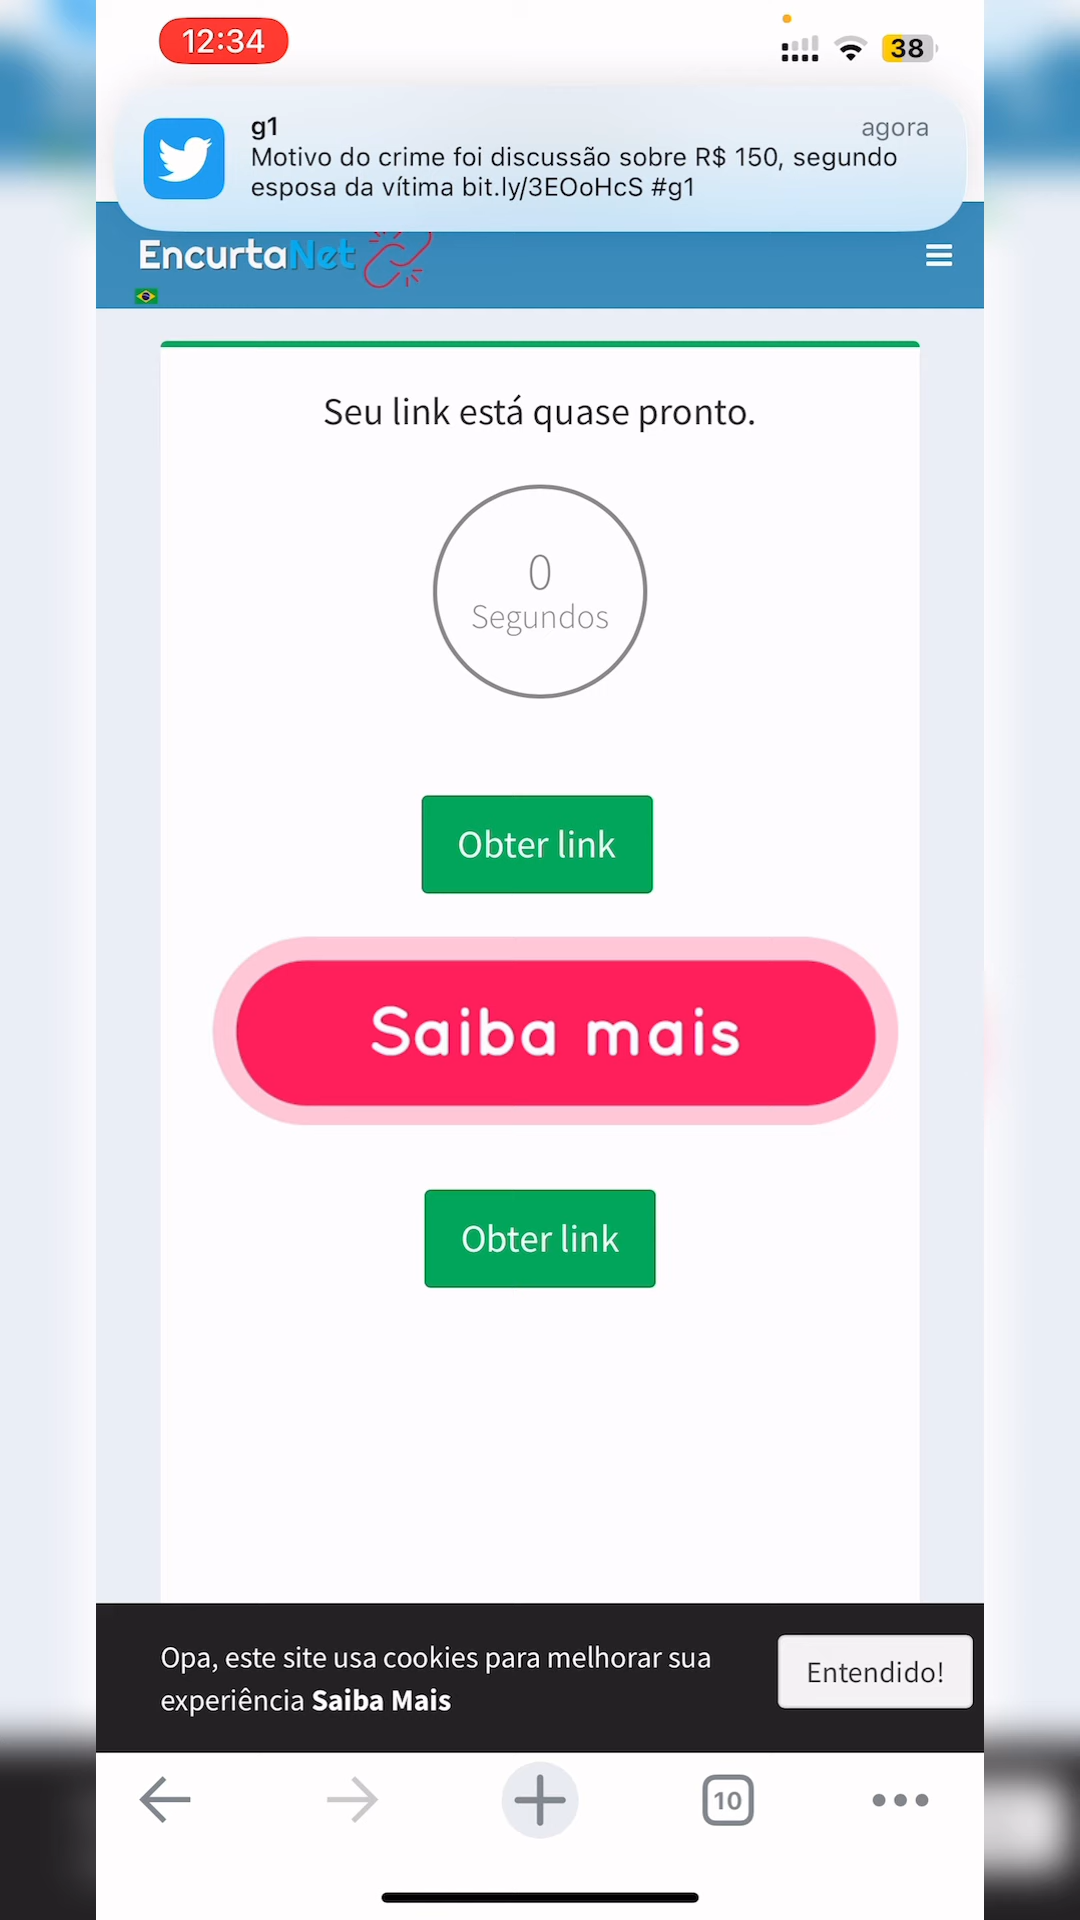 12:34
38
g1
agora
Motivo do crime foi discussão sobre R$ 150, segundo
esposa da vítima bit.ly/3EOoHcS #g1
EncurtaNet
Seu link está quase pronto.
0
Segundos
Obter link
Saiba mais
Obter link
Opa, este site usa cookies para melhorar sua
experiência Saiba Mais
Entendido!
10